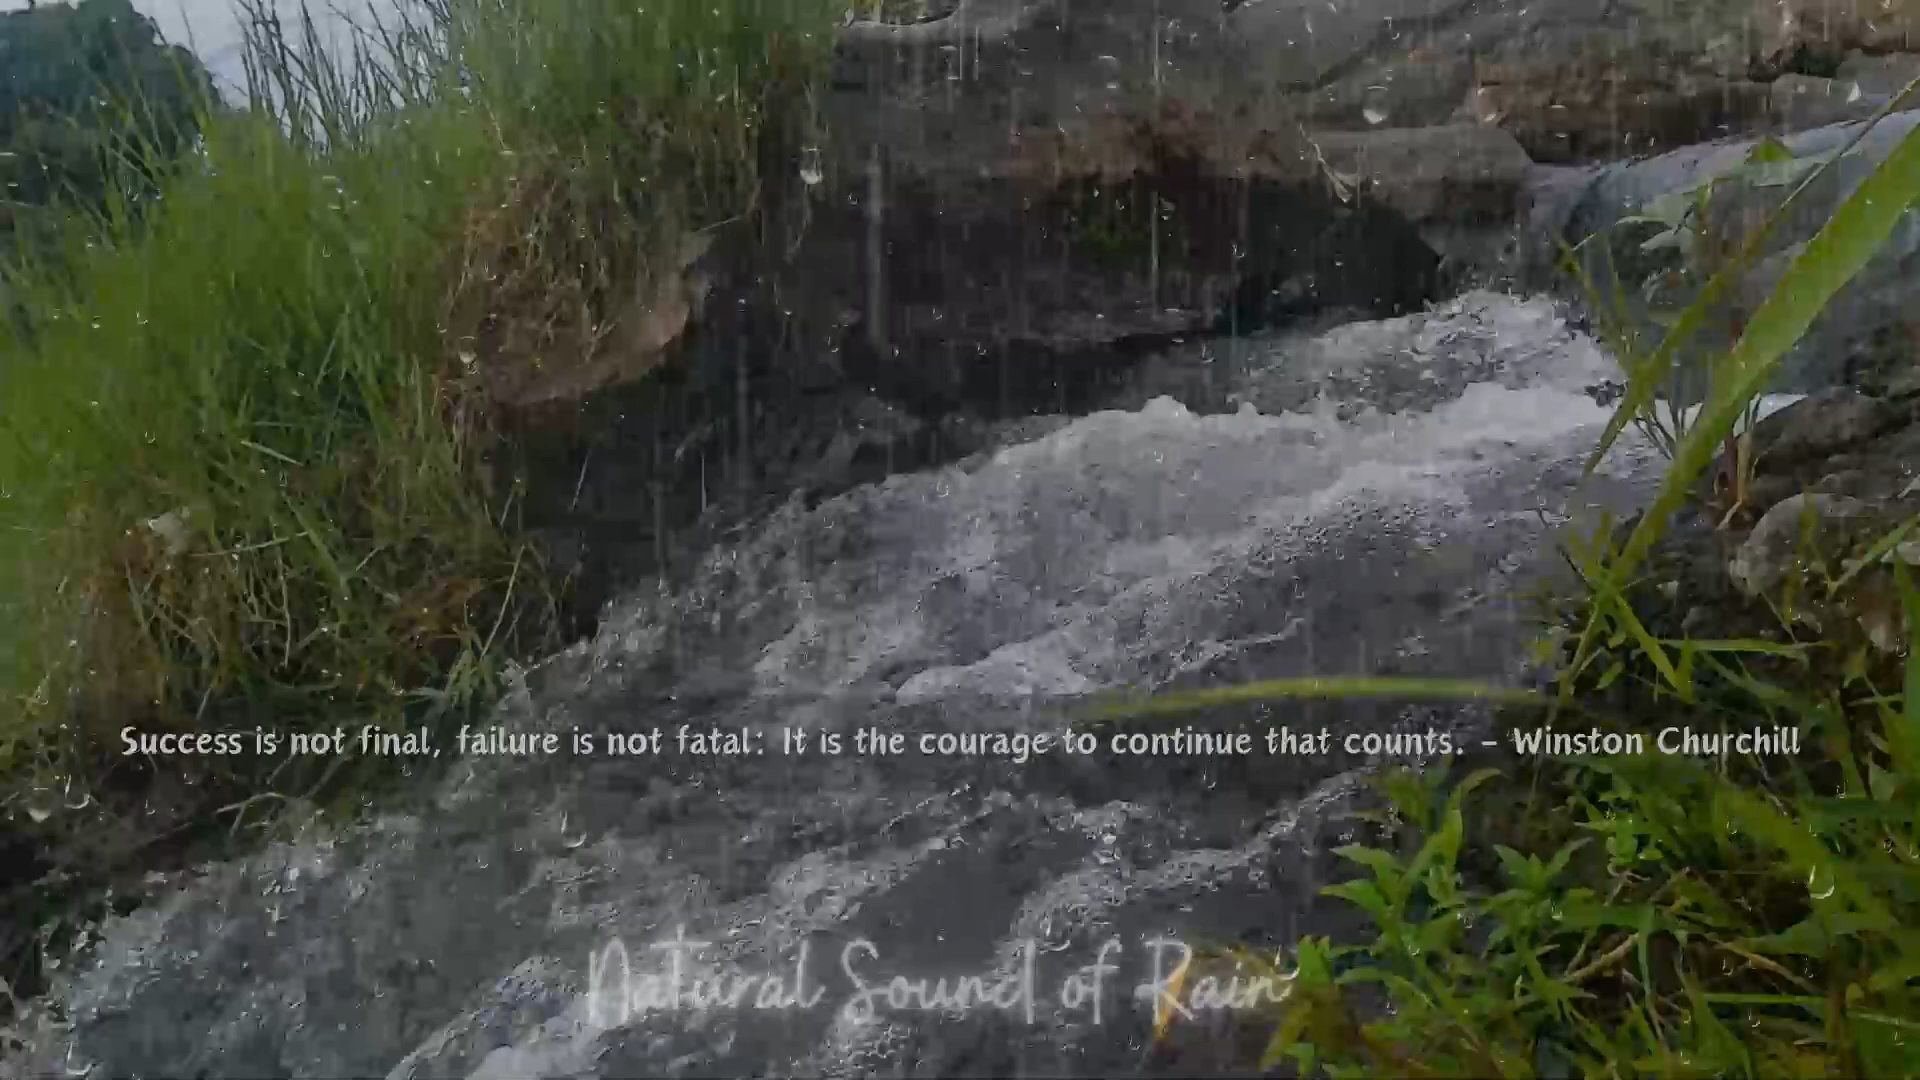 Success is not final, failure is not fatal: It is the courage to continue that counts. - Winston Churchill
Natural Sound of Rain